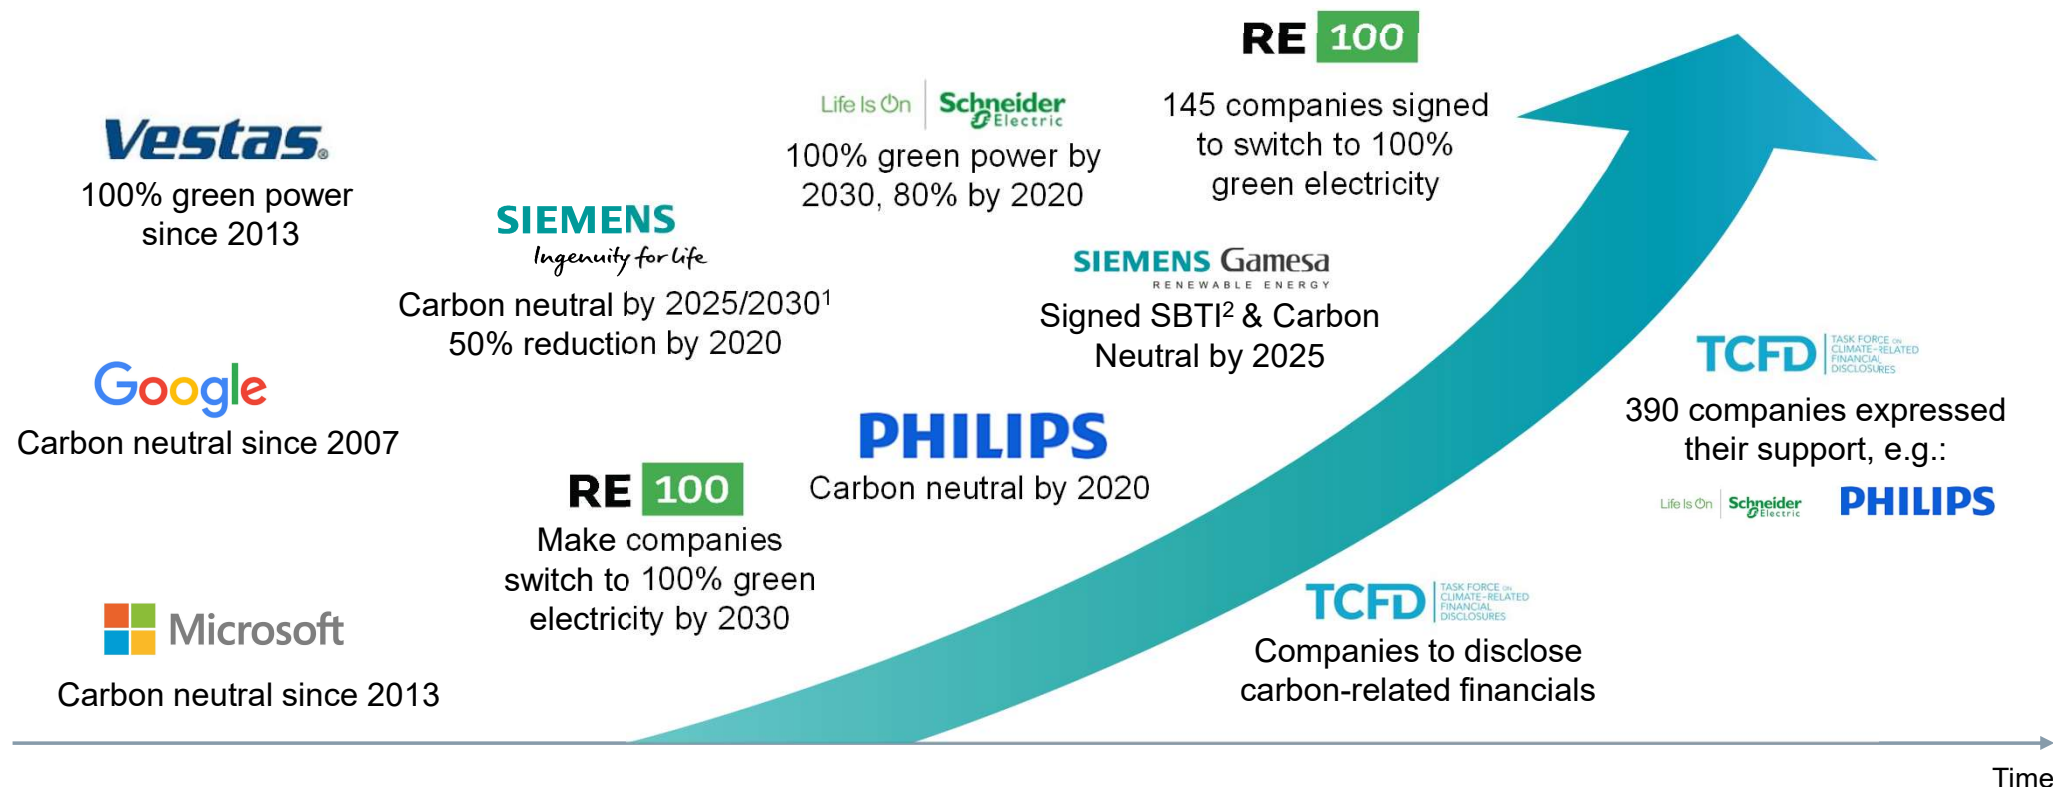 Vestas®
100% green power
since 2013
Google
Carbon neutral since 2007
Microsoft
Carbon neutral since 2013
SIEMENS
Ingenuity for life
Carbon neutral by 2025/2030¹
50% reduction by 2020
RE 100
Make companies
switch to 100% green
electricity by 2030
Life Is On Schneider
Electric
100% green power by
2030, 80% by 2020
PHILIPS
Carbon neutral by 2020
RE 100
145 companies signed
to switch to 100%
green electricity
SIEMENS Gamesa
RENEWABLE ENERGY
Signed SBTI² & Carbon
Neutral by 2025
TCFD
TASK FORCE ON
CLIMATE-RELATED
FINANCIAL
DISCLOSURES
Companies to disclose
carbon-related financials
TCFD
TASK FORCE ON
CLIMATE-RELATED
FINANCIAL
DISCLOSURES
390 companies expressed
their support, e.g.:
Life Is On Schneider
Electric
PHILIPS
Time